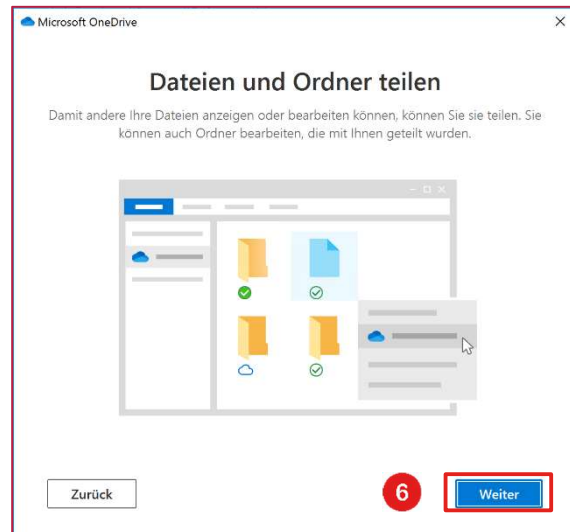 Microsoft OneDrive
Dateien und Ordner teilen
Damit andere Ihre Dateien anzeigen oder bearbeiten können, können Sie sie teilen. Sie
können auch Ordner bearbeiten, die mit Ihnen geteilt wurden.
Zurück
6
Weiter